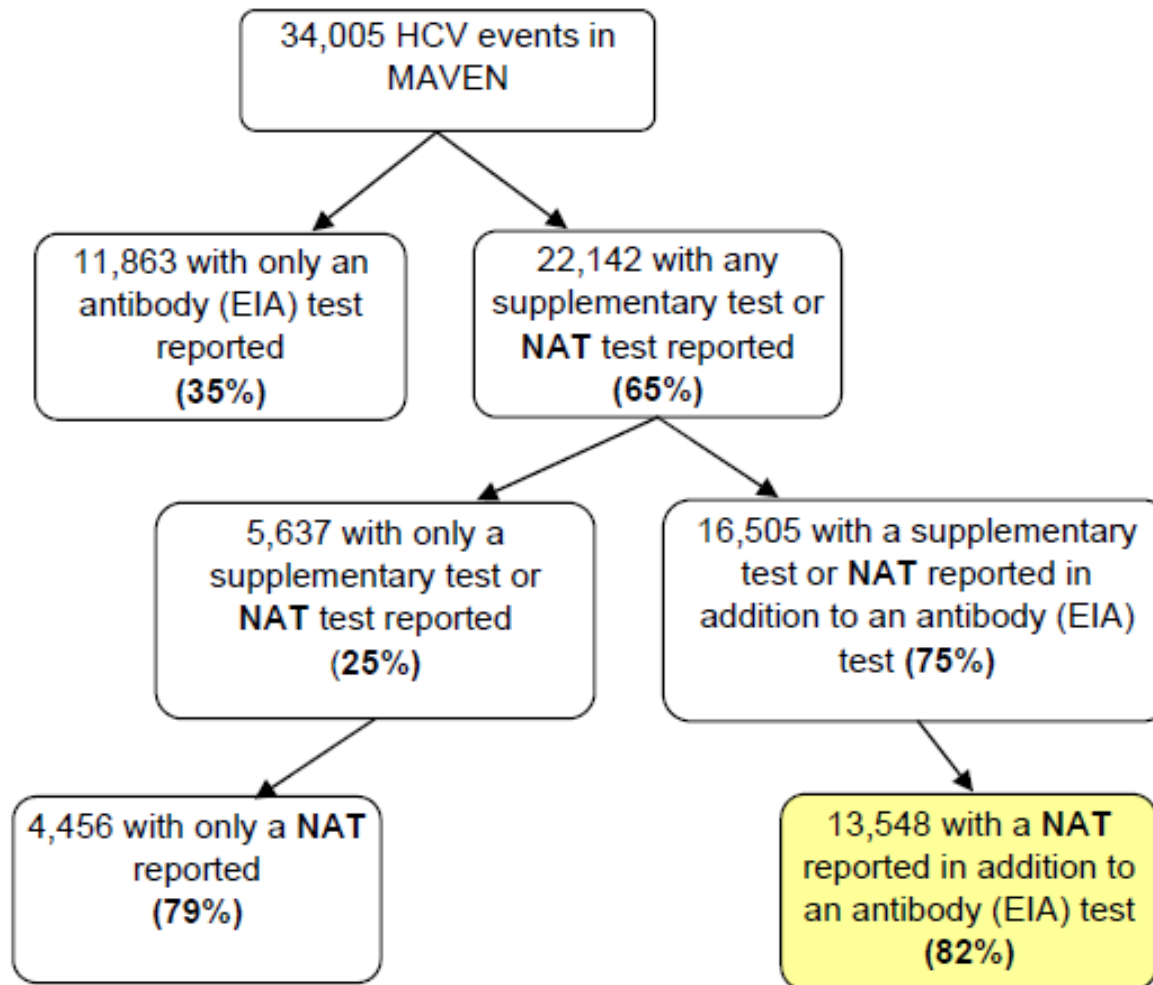 34,005 HCV events in
MAVEN
11,863 with only an
antibody (EIA) test
reported
(35%)
22,142 with any
supplementary test or
NAT test reported
(65%)
5,637 with only a
supplementary test or
NAT test reported
(25%)
16,505 with a supplementary
test or NAT reported in
addition to an antibody (EIA)
test (75%)
4,456 with only a NAT
reported
(79%)
13,548 with a NAT
reported in addition to
an antibody (EIA) test
(82%)